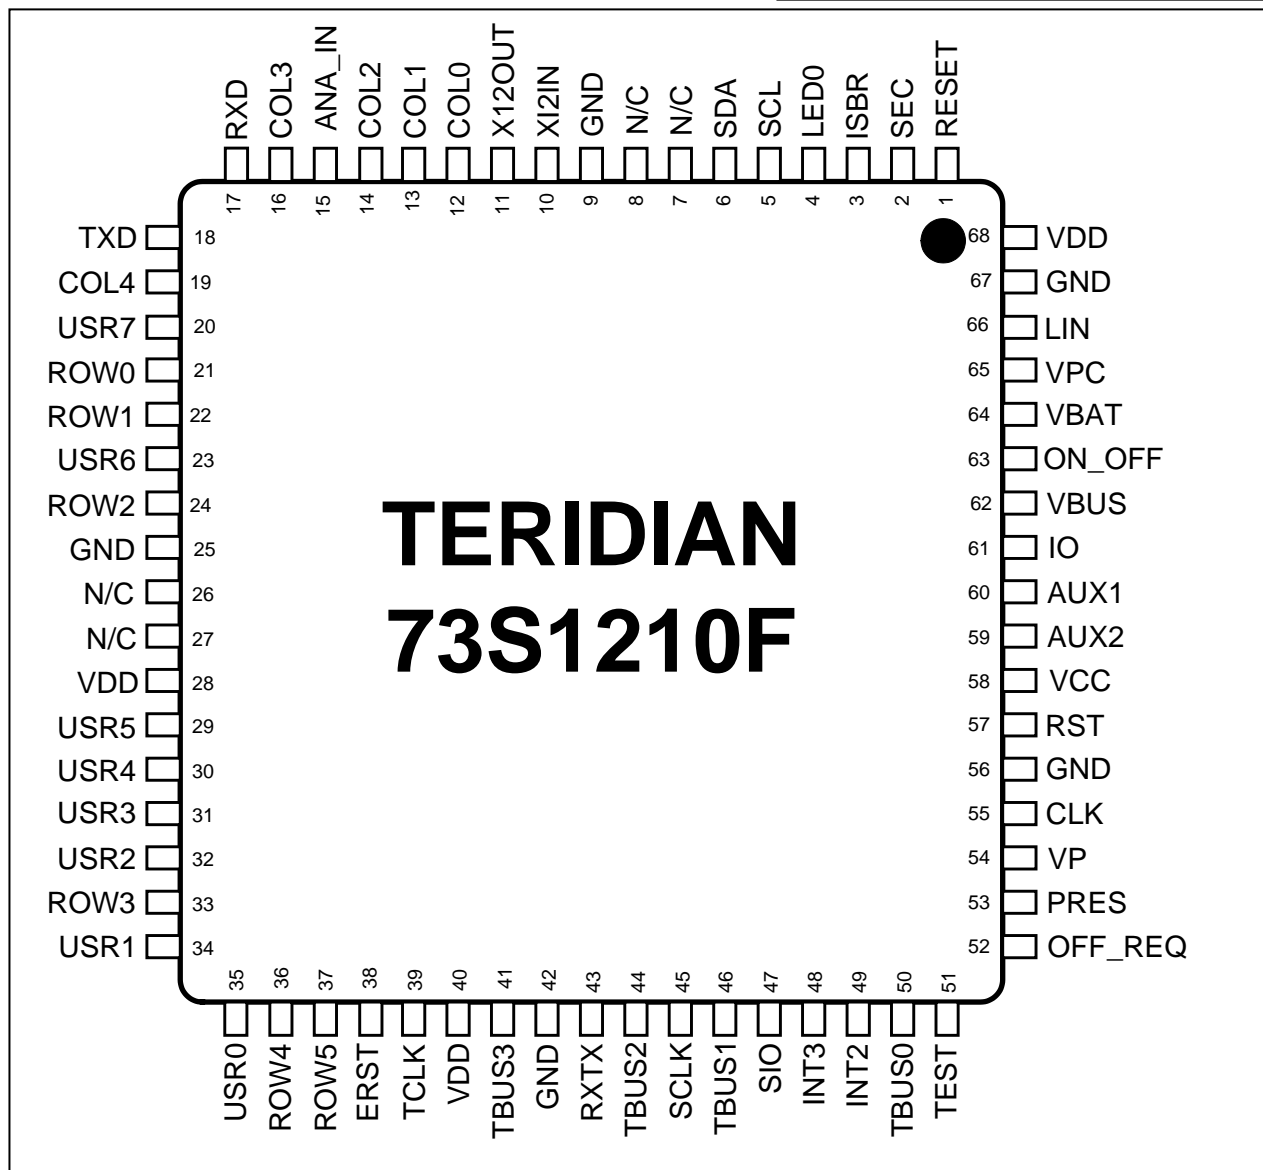 RXD
COL3
ANA_IN
COL2
COL1
COL0
X12OUT
XI2IN
GND
N/C
N/C
SDA
SCL
LED0
ISBR
SEC
RESET
17
16
15
14
13
12
11
10
9
8
7
6
5
4
3
2
1
TXD 18
COL4 19
USR7 20
ROW0 21
ROW1 22
USR6 23
ROW2 24
GND 25
N/C 26
N/C 27
VDD 28
USR5 29
USR4 30
USR3 31
USR2 32
ROW3 33
USR1 34
TERIDIAN
73S1210F
68 VDD
67 GND
66 LIN
65 VPC
64 VBAT
63 ON_OFF
62 VBUS
61 IO
60 AUX1
59 AUX2
58 VCC
57 RST
56 GND
55 CLK
54 VP
53 PRES
52 OFF_REQ
35
36
37
38
39
40
41
42
43
44
45
46
47
48
49
50
51
USR0
ROW4
ROW5
ERST
TCLK
VDD
TBUS3
GND
RXTX
TBUS2
SCLK
TBUS1
SIO
INT3
INT2
TBUS0
TEST